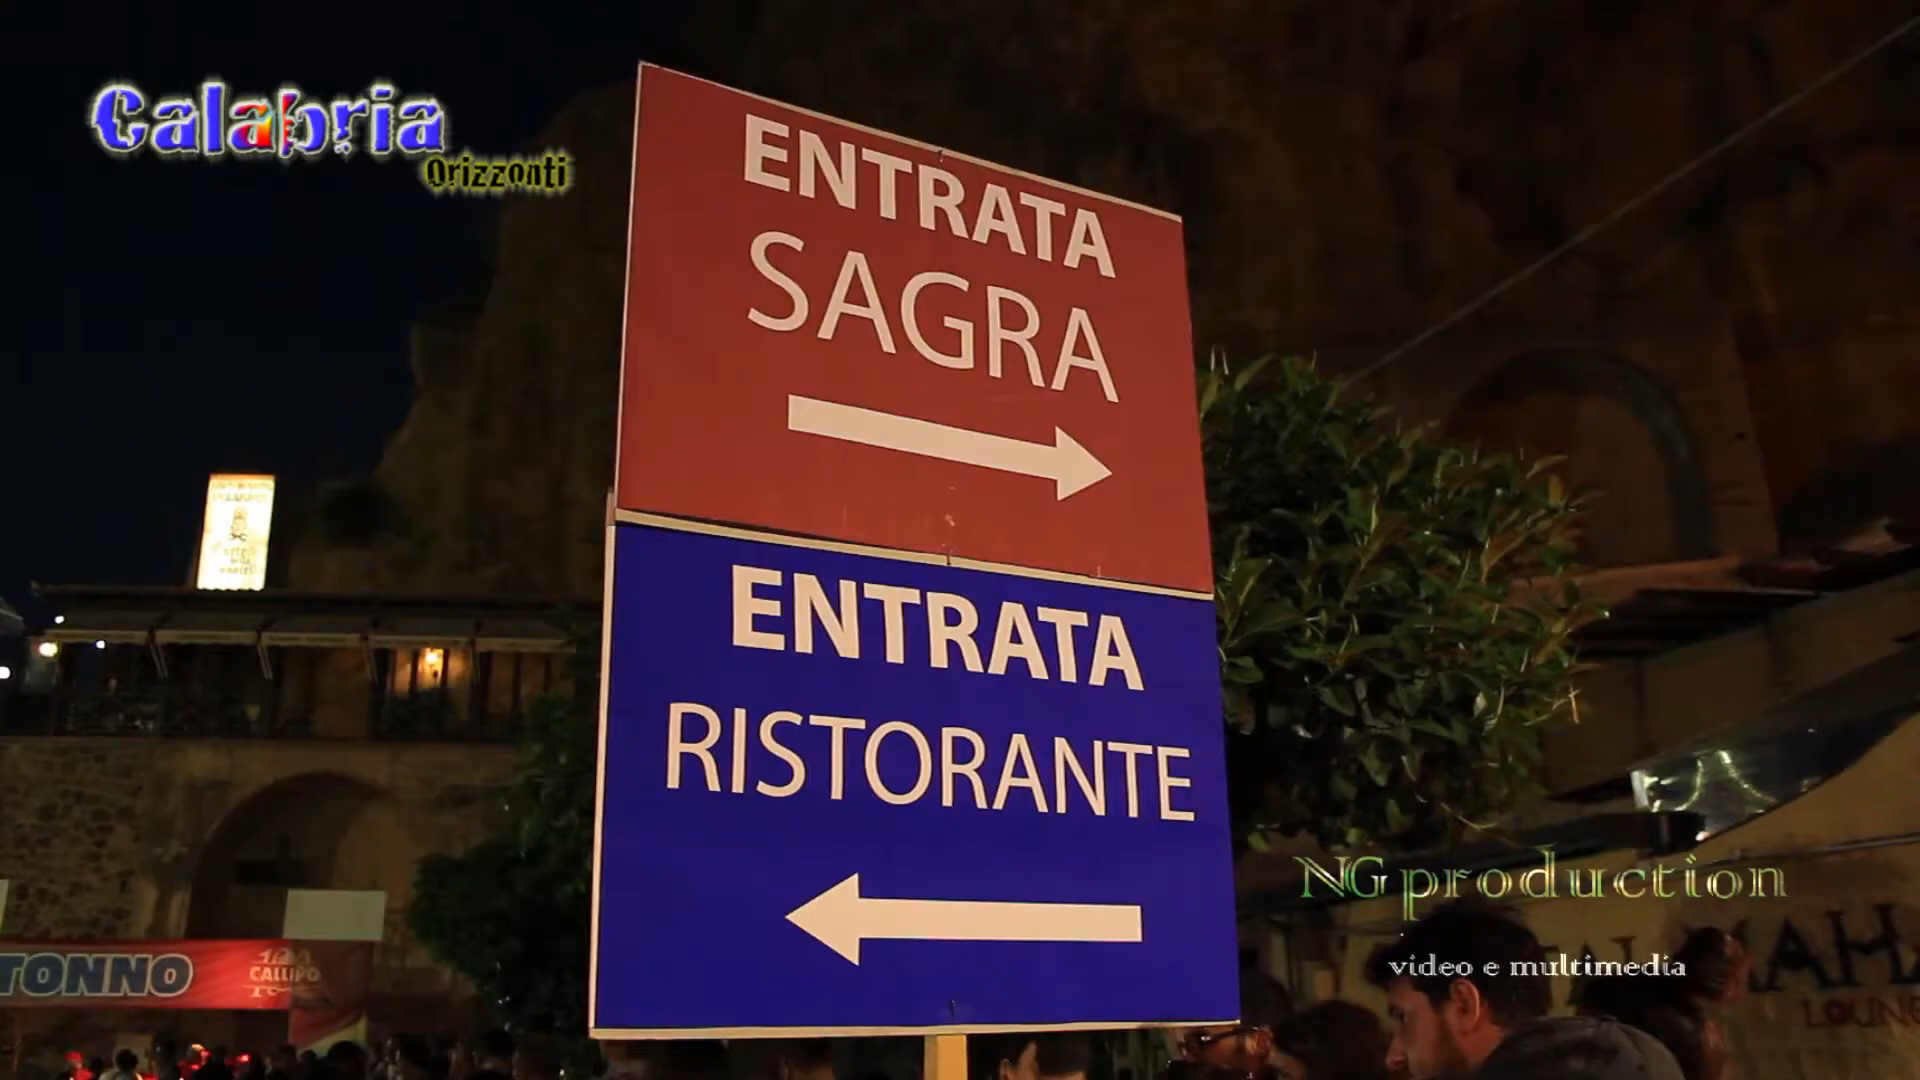 Calabria
Orizzonti
ENTRATA
SAGRA
ENTRATA
RISTORANTE
TONNO
CALLIPO
NG production
video e multimedia